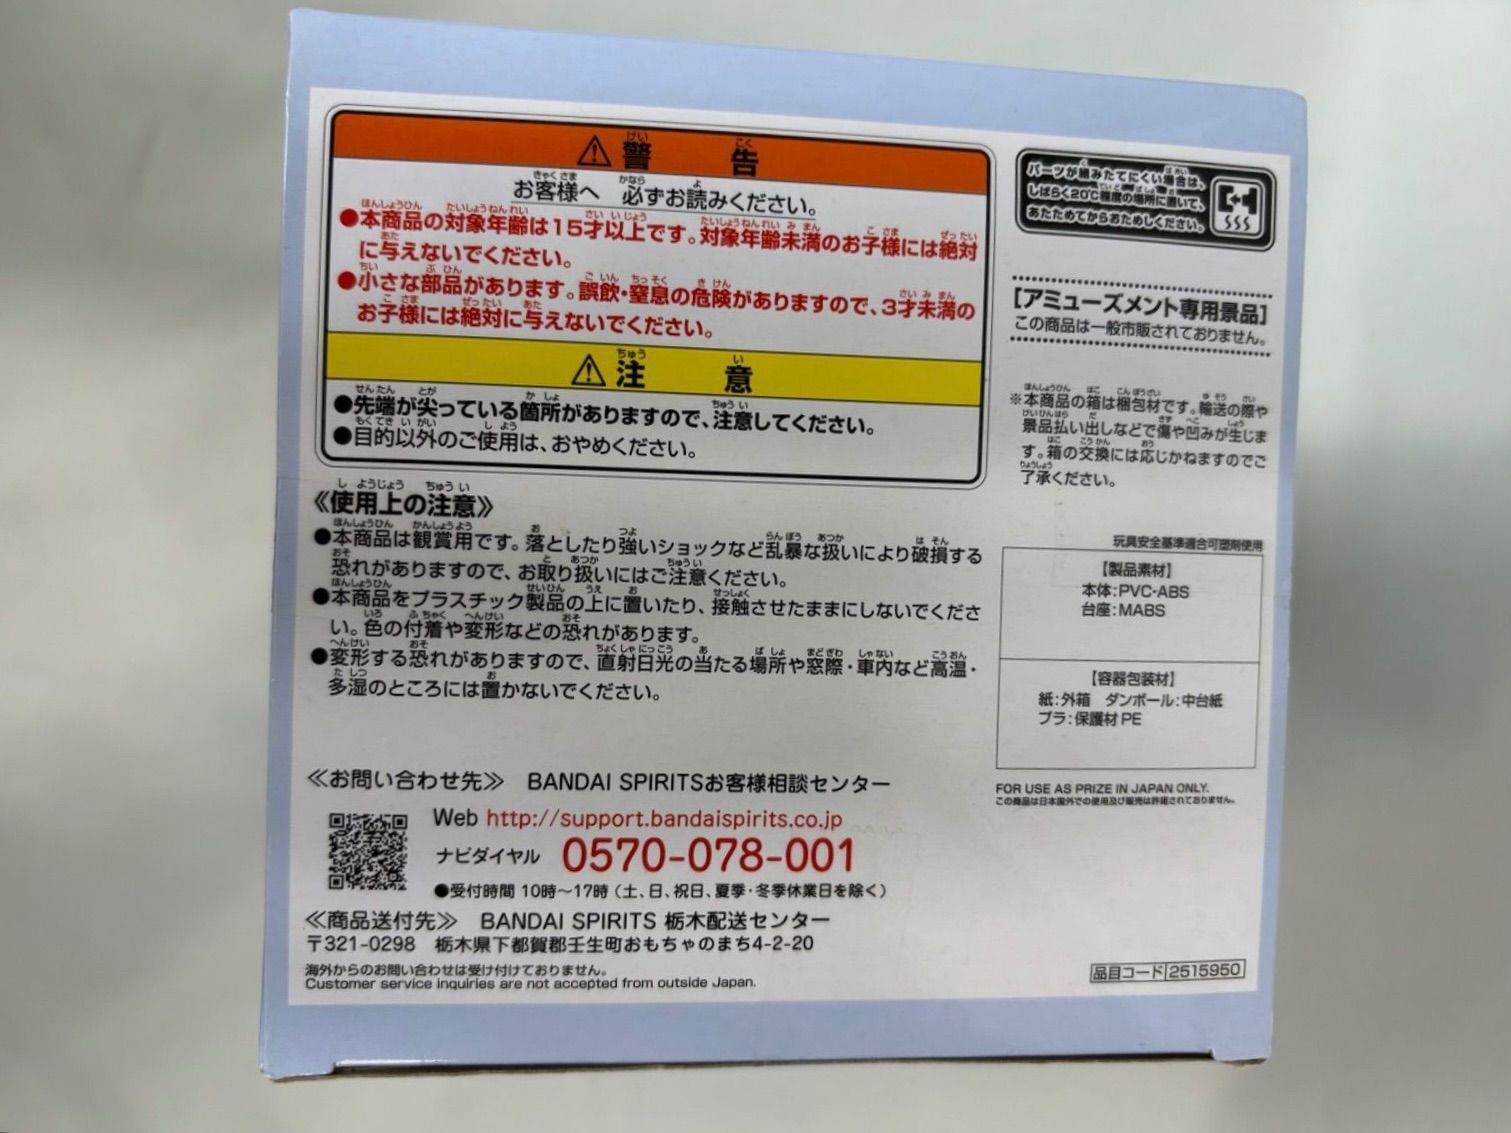 ⚠警告
お客様へ 必ずお読みください。
●本商品の対象年齢は15才以上です。対象年齢未満のお子様には絶対
に与えないでください。
●小さな部品があります。誤飲・窒息の危険がありますので、3才未満の
お子様には絶対に与えないでください。
⚠注意
●先端が尖っている箇所がありますので、注意してください。
●目的以外のご使用は、おやめください。
《使用上の注意》
●本商品は観賞用です。落としたり強いショックなど乱暴な扱いにより破損する
恐れがありますので、お取り扱いにはご注意ください。
●本商品をプラスチック製品の上に置いたり、接触させたままにしないでくださ
い。色の付着や変形などの恐れがあります。
●変形する恐れがありますので、直射日光の当たる場所や窓際・車内など高温・
多湿のところには置かないでください。
≪お問い合わせ先≫ BANDAI SPIRITSお客様相談センター
Web http://support.bandaispirits.co.jp
ナビダイヤル 0570-078-001
●受付時間 10時～17時（土、日、祝日、夏季・冬季休業日を除く）
≪商品送付先≫ BANDAI SPIRITS 栃木配送センター
〒321-0298 栃木県下都賀郡壬生町おもちゃのまち4-2-20
海外からのお問い合わせは受け付けておりません。
Customer service inquiries are not accepted from outside Japan.
パーツが組みたてにくい場合は、
しばらく20℃程度の場所に置いて、
あたためてからおためしください。
【アミューズメント専用景品】
この商品は一般市販されておりません。
※本商品の箱は梱包材です。輸送の際や
景品払い出しなどで傷や凹みが生じま
す。箱の交換には応じかねますのでご
了承ください。
玩具安全基準適合可塑剤使用
【製品素材】
本体:PVC・ABS
台座:MABS
【容器包装材】
紙:外箱 ダンボール:中台紙
プラ:保護材 PE
FOR USE AS PRIZE IN JAPAN ONLY.
この商品は日本国外での使用及び販売は許諾されておりません。
品目コード 2515950